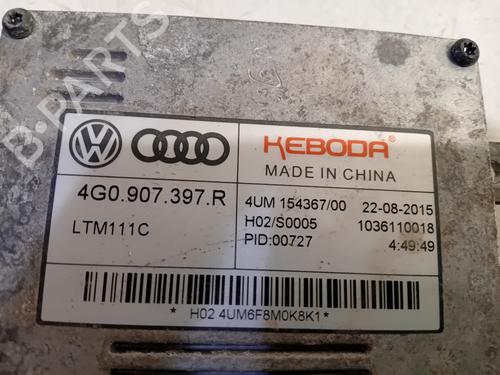 B-PARTS
KEBODA®
MADE IN CHINA
4G0.907.397.R
LTM111C
4UM 154367/00 22-08-2015
H02/S0005 1036110018
PID:00727 4:49:49
* H02 4UM6F8M0K8K1 *